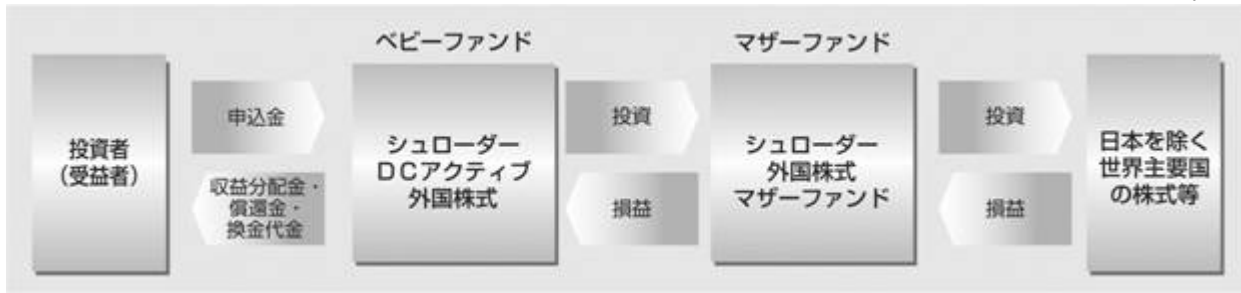 ベビーファンド
マザーファンド
投資者
(受益者)
申込金
収益分配金・
償還金・
換金代金
シュローダー
DCアクティブ
外国株式
投資
損益
シュローダー
外国株式
マザーファンド
投資
損益
日本を除く
世界主要国
の株式等